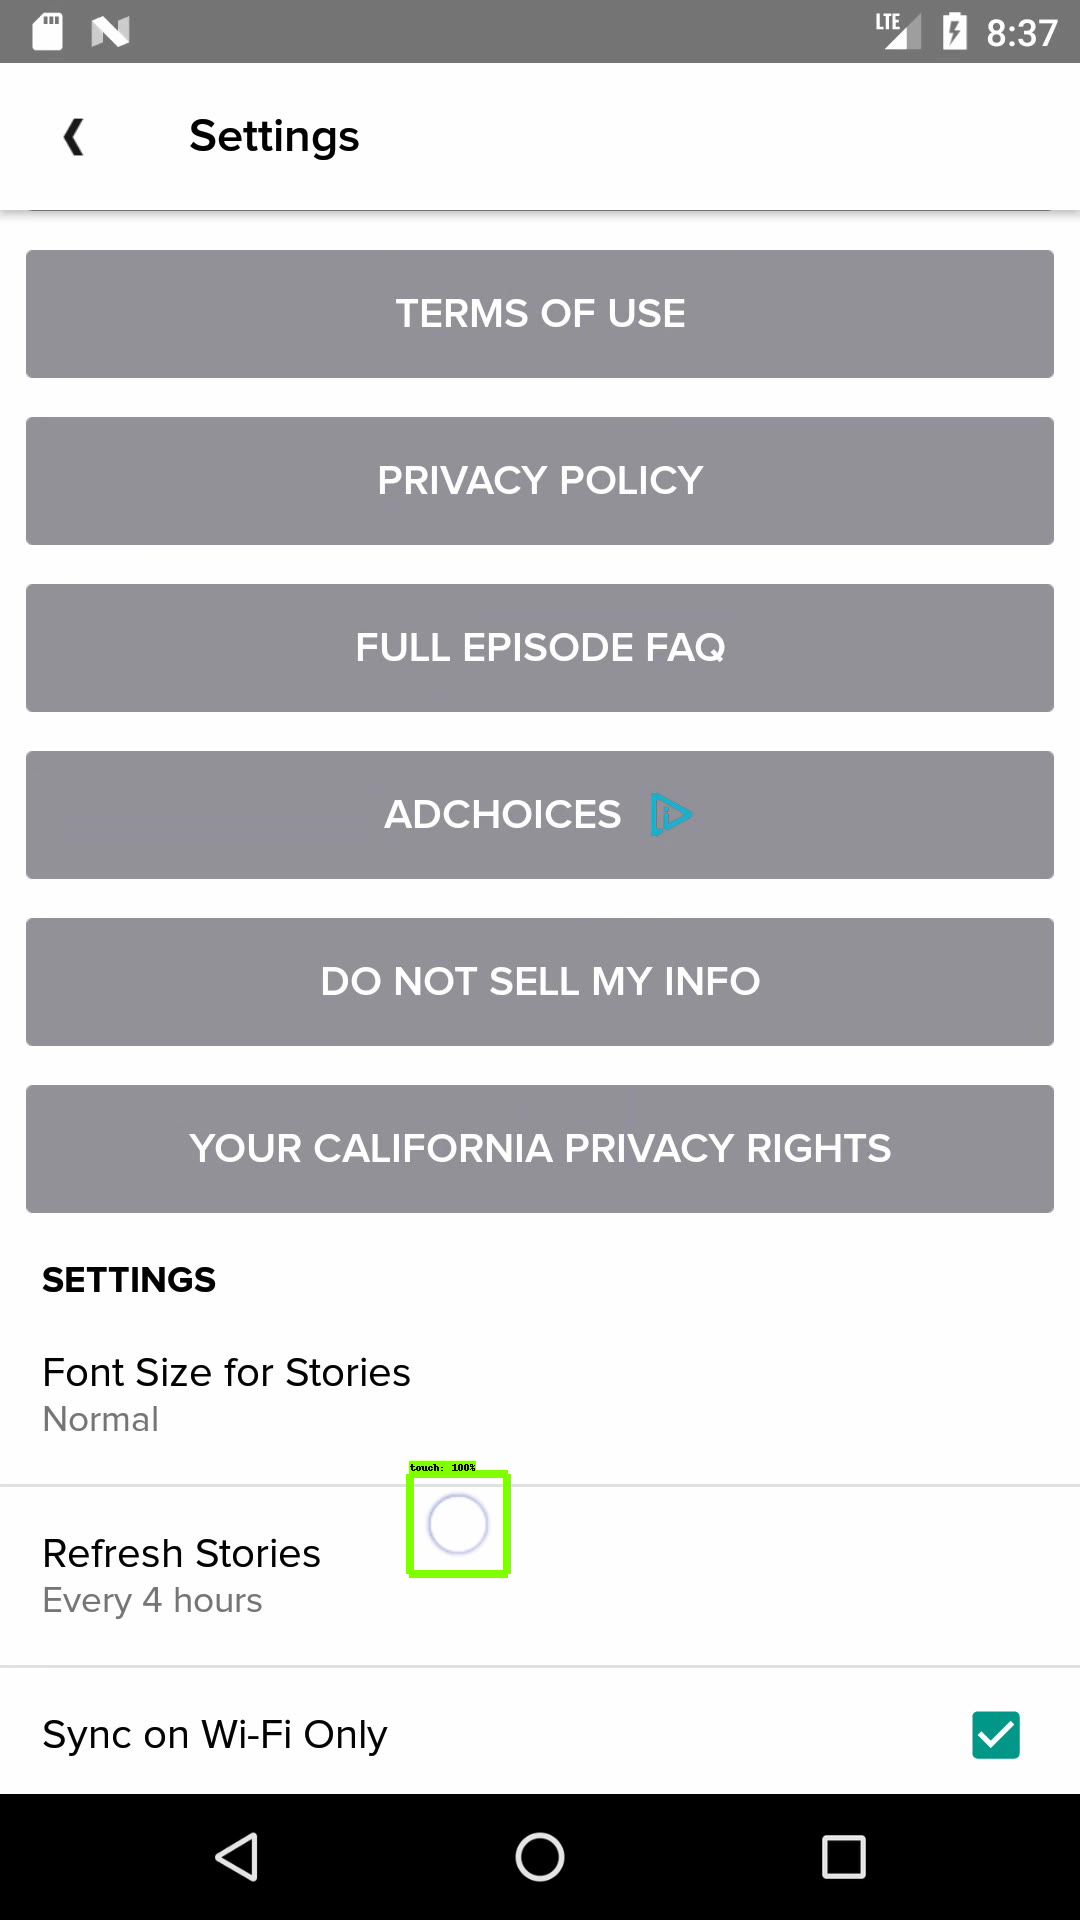 LTE 8:37
Settings
TERMS OF USE
PRIVACY POLICY
FULL EPISODE FAQ
ADCHOICES
DO NOT SELL MY INFO
YOUR CALIFORNIA PRIVACY RIGHTS
SETTINGS
Font Size for Stories
Normal
touch: 100%
Refresh Stories
Every 4 hours
Sync on Wi-Fi Only